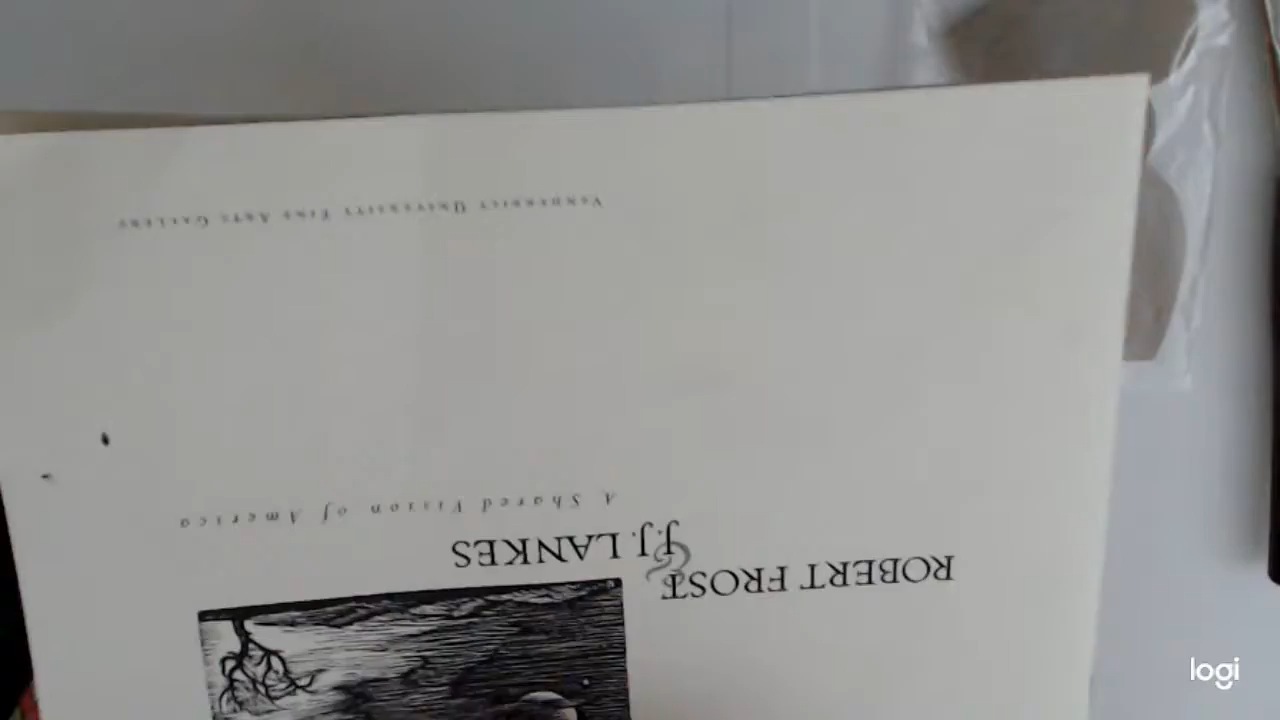 ROBERT FROST
&
J.J. LANKES
A Shared Vision of America
VANDERBILT UNIVERSITY FINE ARTS GALLERY
logi